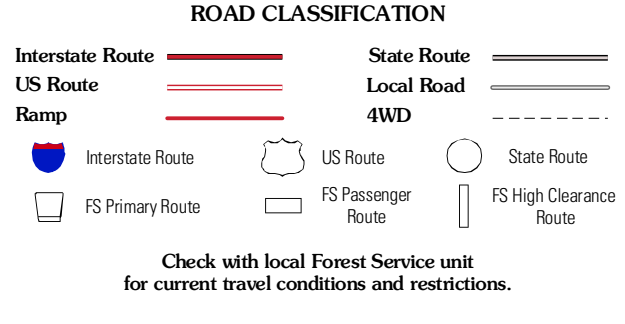 ROAD CLASSIFICATION
Interstate Route
State Route
US Route
Local Road
Ramp
4WD
Interstate Route
US Route
State Route
FS Primary Route
FS Passenger
Route
FS High Clearance
Route
Check with local Forest Service unit
for current travel conditions and restrictions.